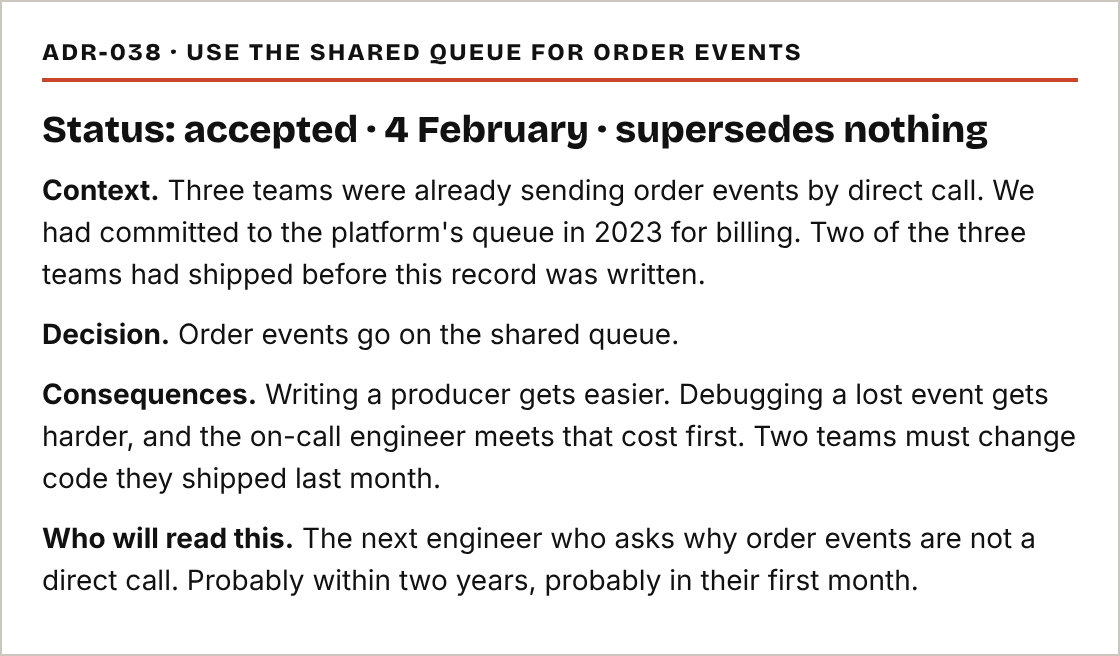 ADR-038 · USE THE SHARED QUEUE FOR ORDER EVENTS
Status: accepted · 4 February · supersedes nothing
Context. Three teams were already sending order events by direct call. We
had committed to the platform's queue in 2023 for billing. Two of the three
teams had shipped before this record was written.
Decision. Order events go on the shared queue.
Consequences. Writing a producer gets easier. Debugging a lost event gets
harder, and the on-call engineer meets that cost first. Two teams must change
code they shipped last month.
Who will read this. The next engineer who asks why order events are not a
direct call. Probably within two years, probably in their first month.